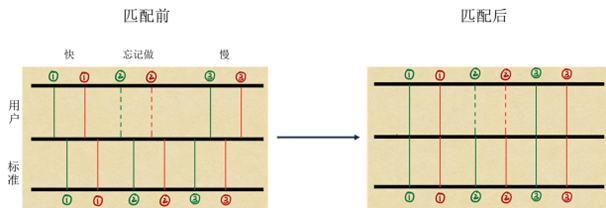 匹配前 匹配后
快 忘记做 慢
① ① ② ② ③ ③ ① ① ② ② ③ ③
用户
标准
① ① ② ② ③ ③ ① ① ② ② ③ ③